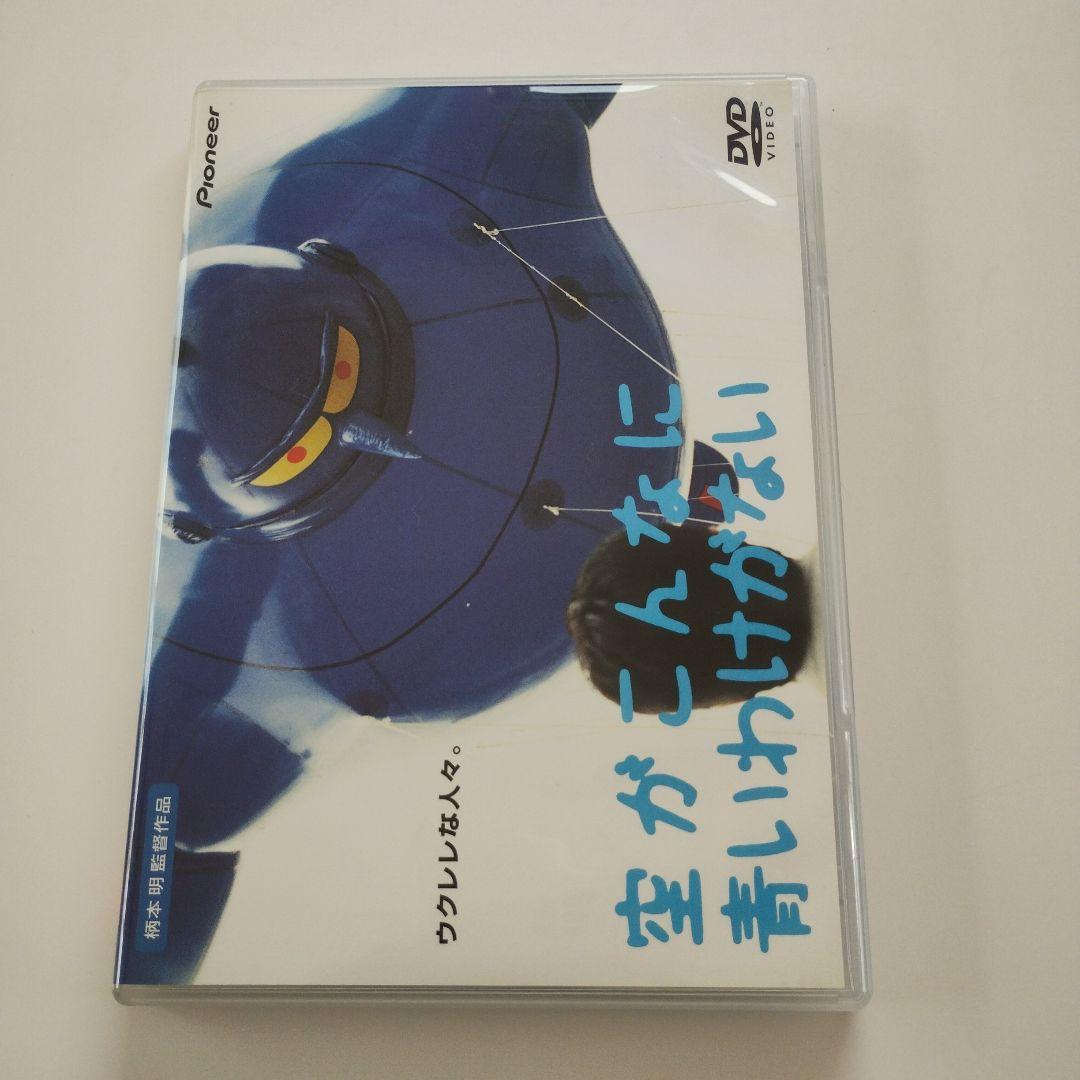 Pioneer
DVD
VIDEO
柄本 明 監督作品
ウクレレな人々。
空がこんなに
青いわけがない